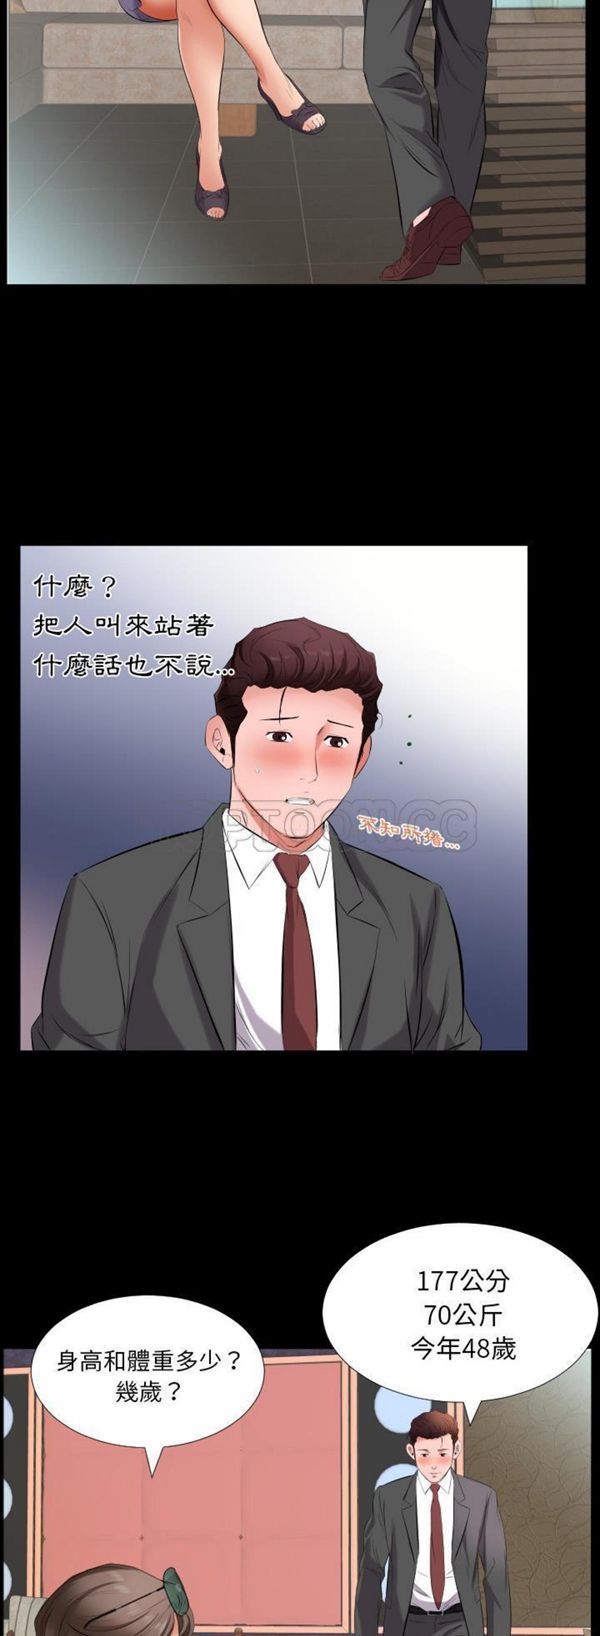 什麼？
把人叫來站著
什麼話也不說...
不知所措...
177公分
70公斤
今年48歲
身高和體重多少？
幾歲？